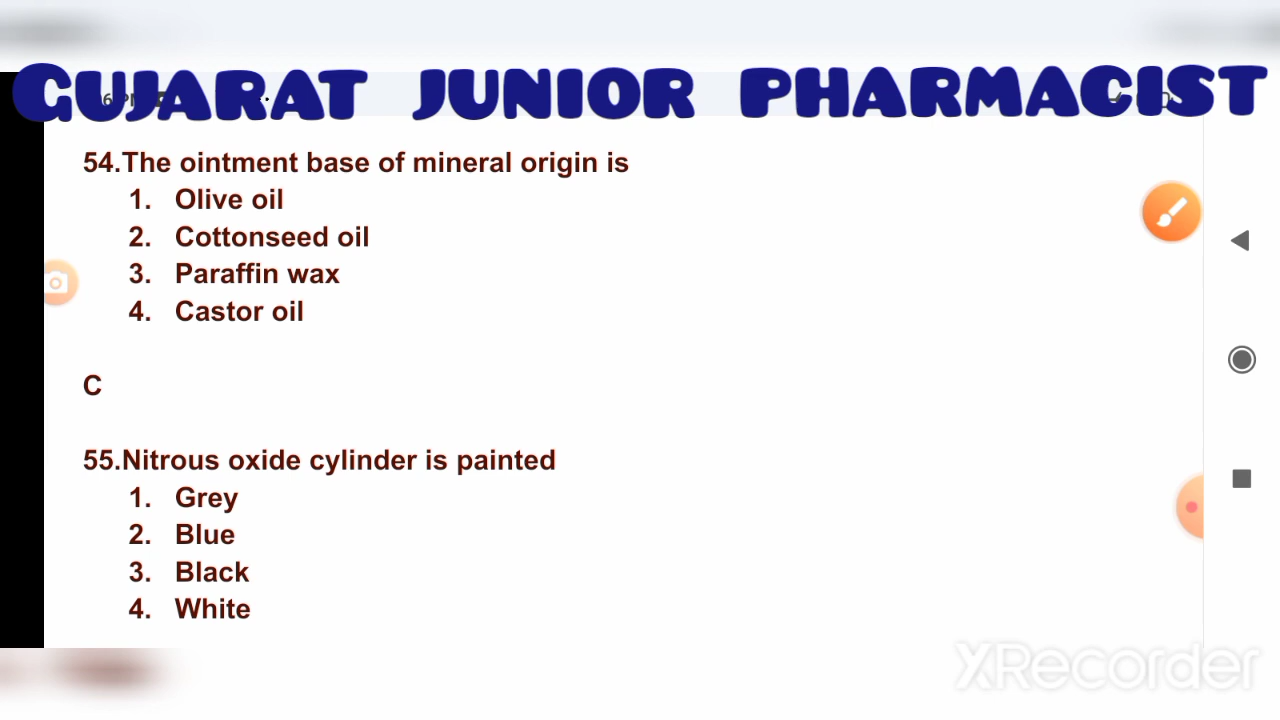 GUJARAT JUNIOR PHARMACIST
54.The ointment base of mineral origin is
1. Olive oil
2. Cottonseed oil
3. Paraffin wax
4. Castor oil
C
55.Nitrous oxide cylinder is painted
1. Grey
2. Blue
3. Black
4. White
XRecorder